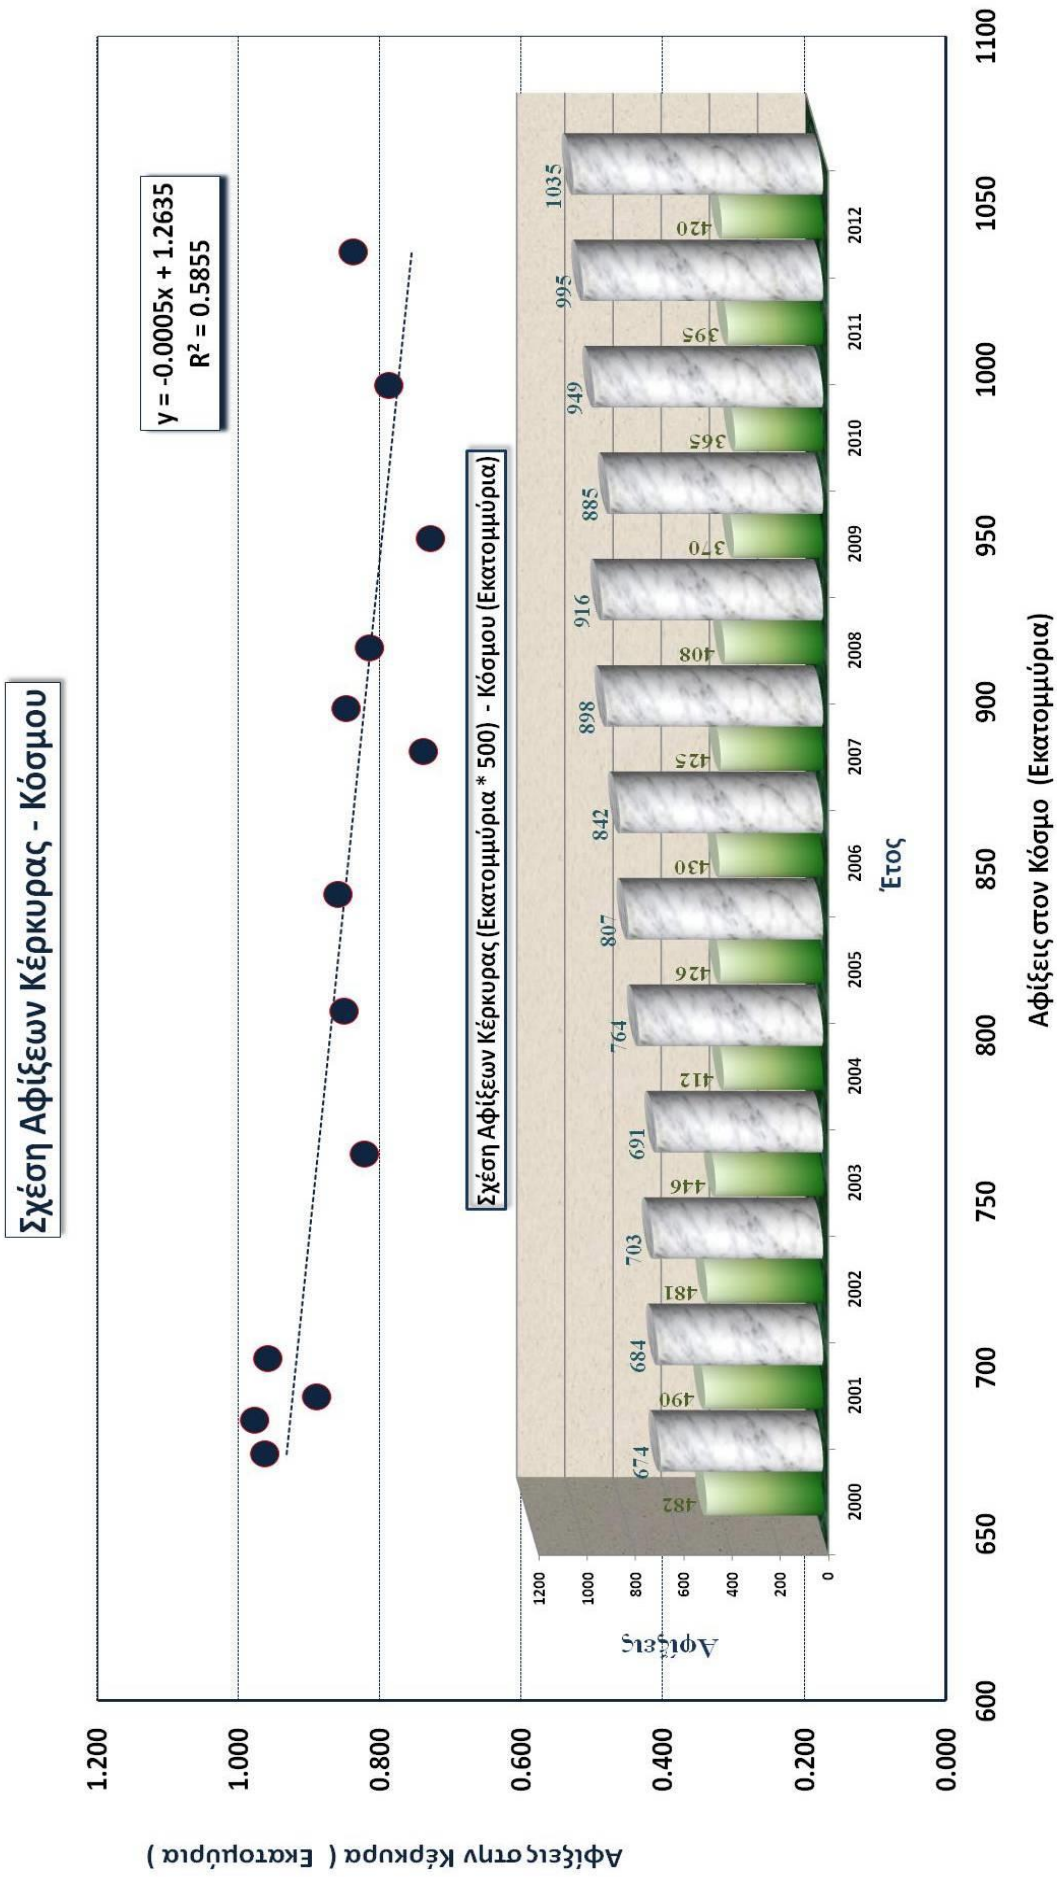 Σχέση Αφίξεων Κέρκυρας - Κόσμου
y = -0.0005x + 1.2635
R² = 0.5855
Αφίξεις στην Κέρκυρα ( Εκατομύρια )
1.200
1.000
0.800
0.600
0.400
0.200
0.000
Σχέση Αφίξεων Κέρκυρας (Εκατομμύρια * 500) - Κόσμου (Εκατομμύρια)
Αφίξεις
1200
1000
800
600
400
200
0
482 674 490 684 481 703 446 691 412 764 426 807 430 842 425 898 408 916 370 885 365 949 395 995 420 1035
2000 2001 2002 2003 2004 2005 2006 2007 2008 2009 2010 2011 2012
Έτος
600 650 700 750 800 850 900 950 1000 1050 1100
Αφίξεις στον Κόσμο (Εκατομμύρια)